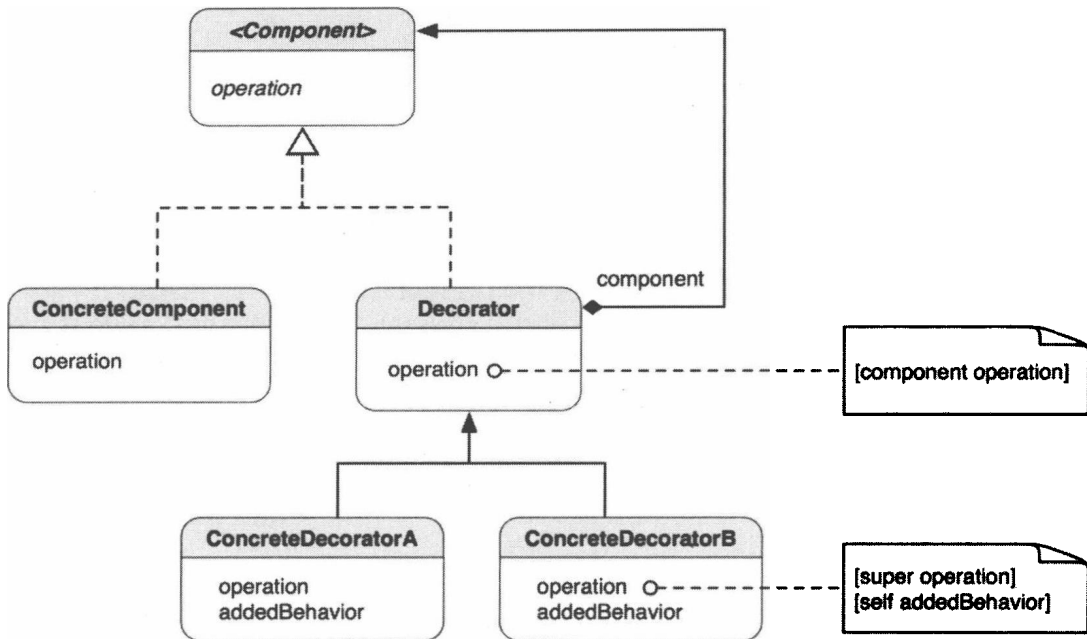 <Component>
operation
component
ConcreteComponent
operation
Decorator
operation
[component operation]
ConcreteDecoratorA
operation
addedBehavior
ConcreteDecoratorB
operation
addedBehavior
[super operation]
[self addedBehavior]